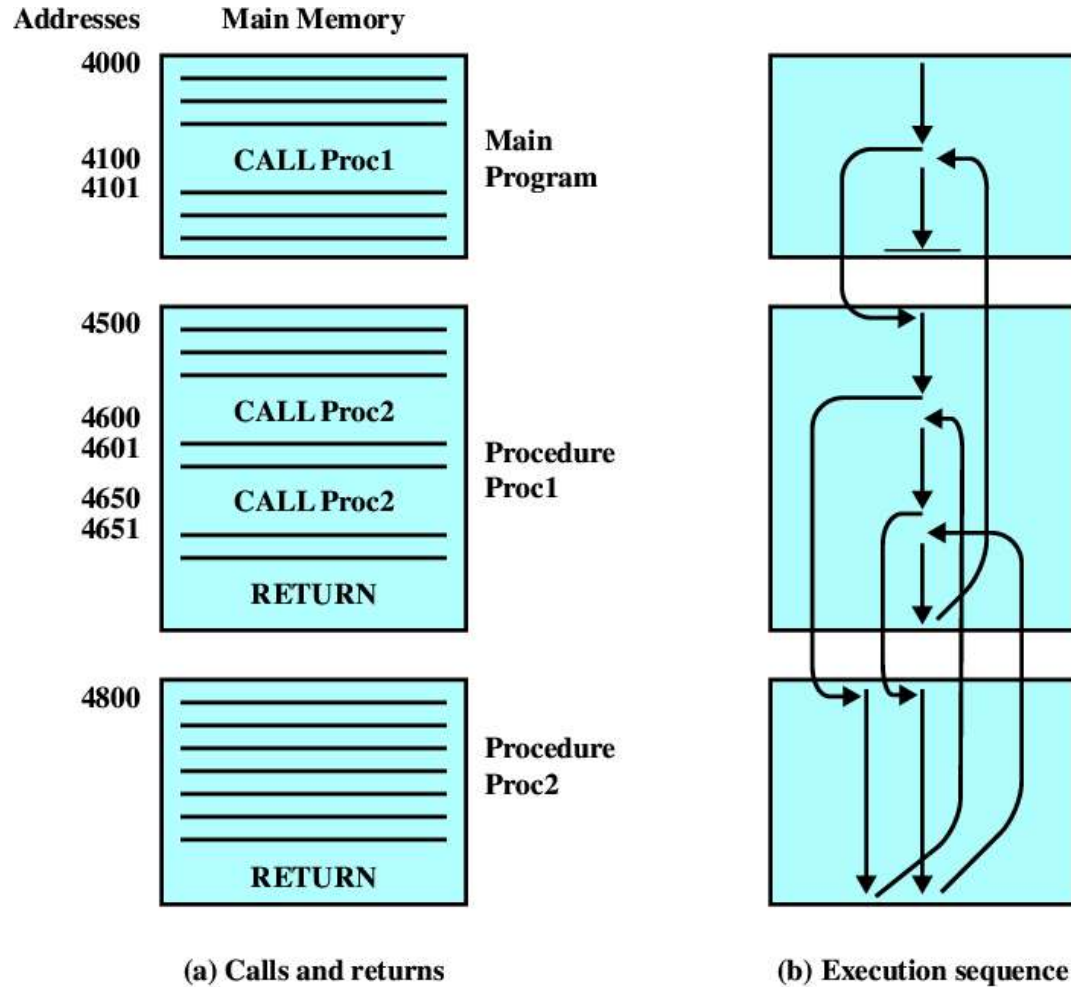 Addresses Main Memory
4000
4100 CALL Proc1
4101
Main
Program
4500
4600 CALL Proc2
4601
4650 CALL Proc2
4651
RETURN
Procedure
Proc1
4800
Procedure
Proc2
RETURN
(a) Calls and returns
(b) Execution sequence